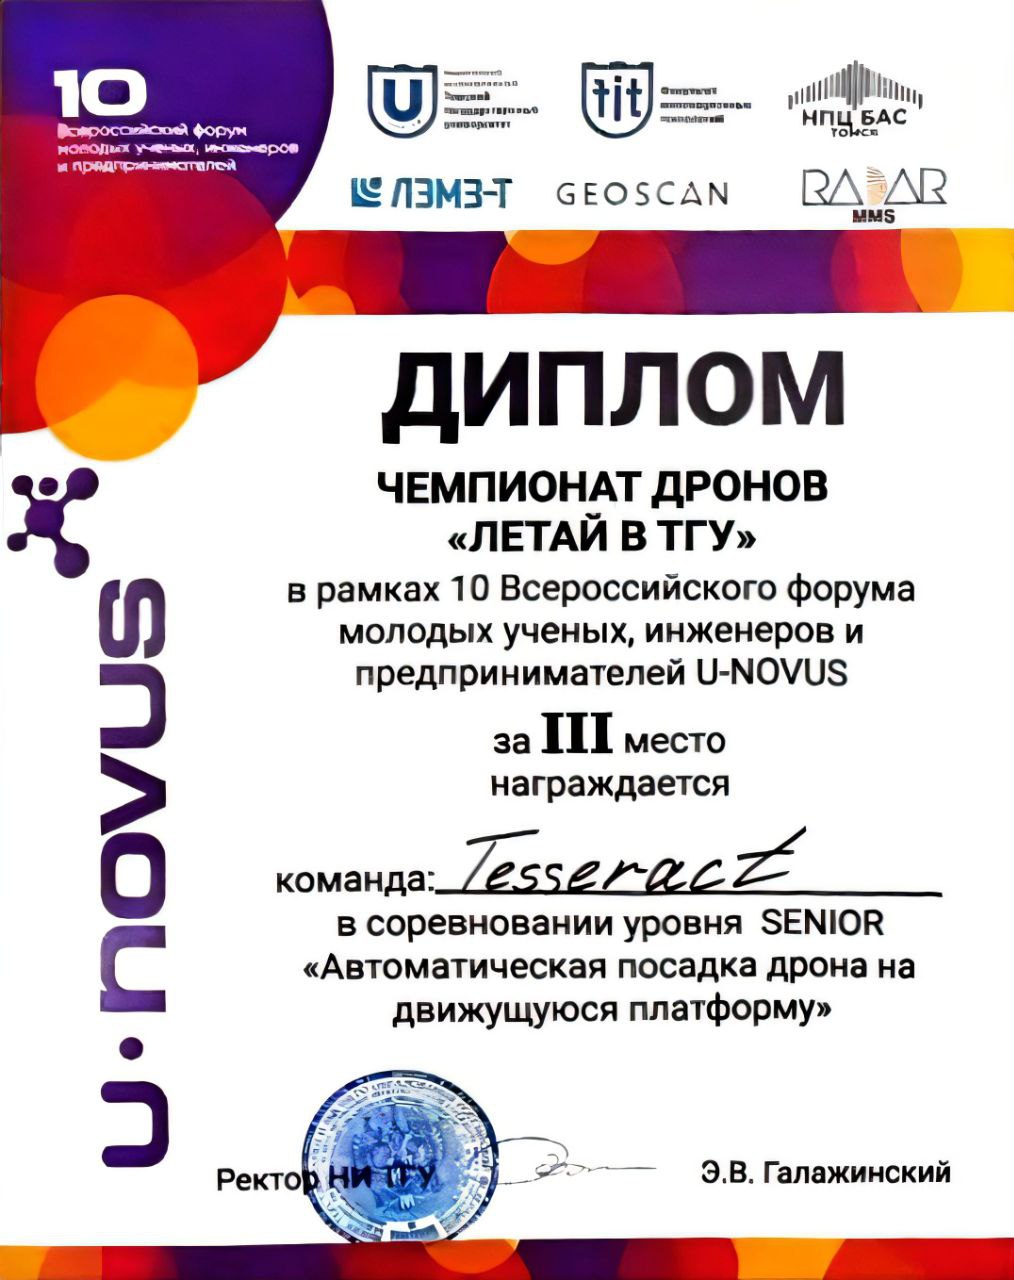 10
Всероссийский форум
молодых ученых, инженеров
и предпринимателей
U
tit
НПЦ БАС
ТОМСК
ЛЭМЗ-Т
GEOSCAN
RADAR
MMS
ДИПЛОМ
ЧЕМПИОНАТ ДРОНОВ
«ЛЕТАЙ В ТГУ»
в рамках 10 Всероссийского форума
молодых ученых, инженеров и
предпринимателей U-NOVUS
за III место
награждается
команда: Tesseract
в соревновании уровня SENIOR
«Автоматическая посадка дрона на
движущуюся платформу»
u·novus
Ректор НИ ТГУ
Э.В. Галажинский